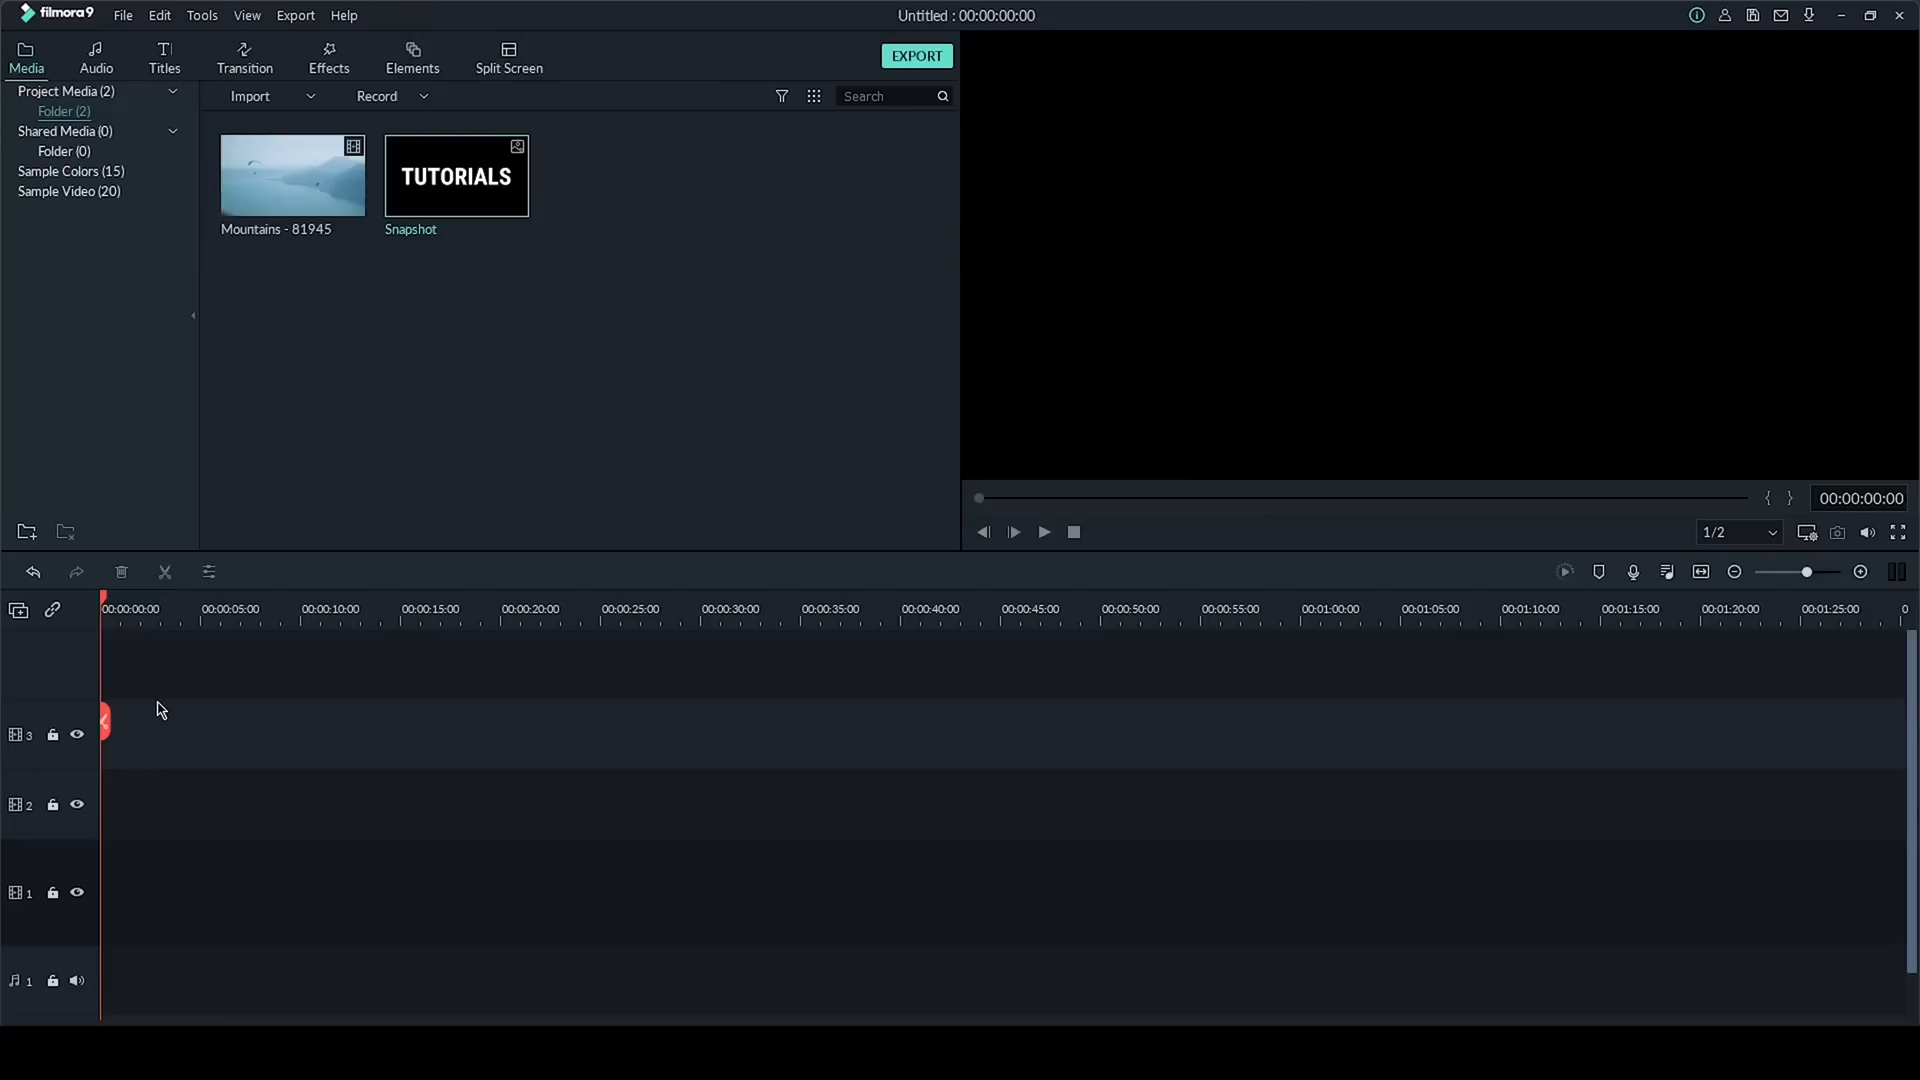 filmora9 File Edit Tools View Export Help Untitled : 00:00:00:00
Media Audio Titles Transition Effects Elements Split Screen EXPORT
Project Media (2)
Folder (2)
Shared Media (0)
Folder (0)
Sample Colors (15)
Sample Video (20)
Import Record Search
TUTORIALS
Mountains - 81945 Snapshot
00:00:00:00
1/2
00:00:00:00 00:00:05:00 00:00:10:00 00:00:15:00 00:00:20:00 00:00:25:00 00:00:30:00 00:00:35:00 00:00:40:00 00:00:45:00 00:00:50:00 00:00:55:00 00:01:00:00 00:01:05:00 00:01:10:00 00:01:15:00 00:01:20:00 00:01:25:00 0
3
2
1
1